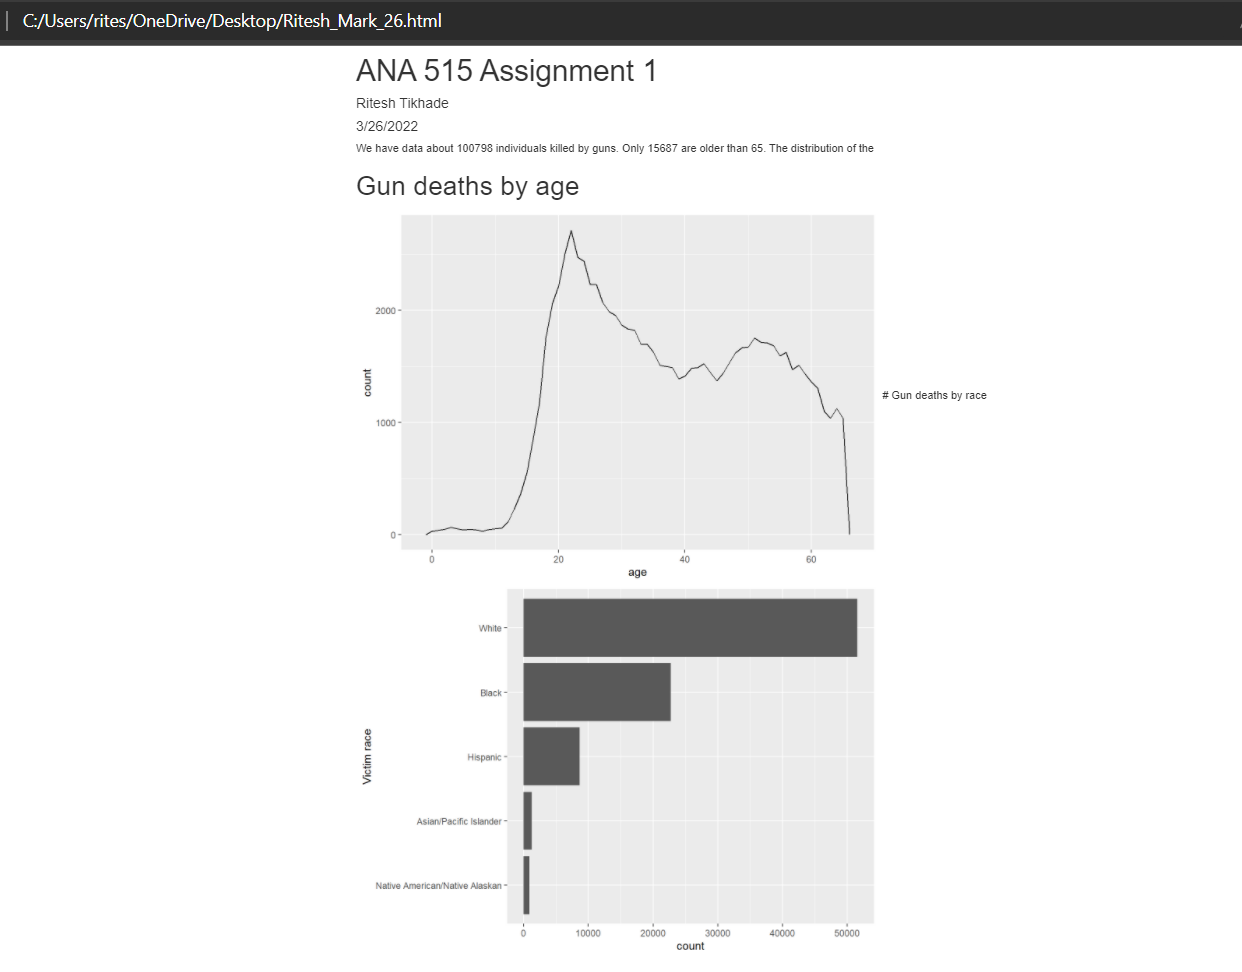 C:/Users/rites/OneDrive/Desktop/Ritesh_Mark_26.html
ANA 515 Assignment 1
Ritesh Tikhade
3/26/2022
We have data about 100798 individuals killed by guns. Only 15687 are older than 65. The distribution of the
Gun deaths by age
2000
count
# Gun deaths by race
1000
0
0 20 40 60
age
White
Black
Victim race
Hispanic
Asian/Pacific Islander
Native American/Native Alaskan
0 10000 20000 30000 40000 50000
count